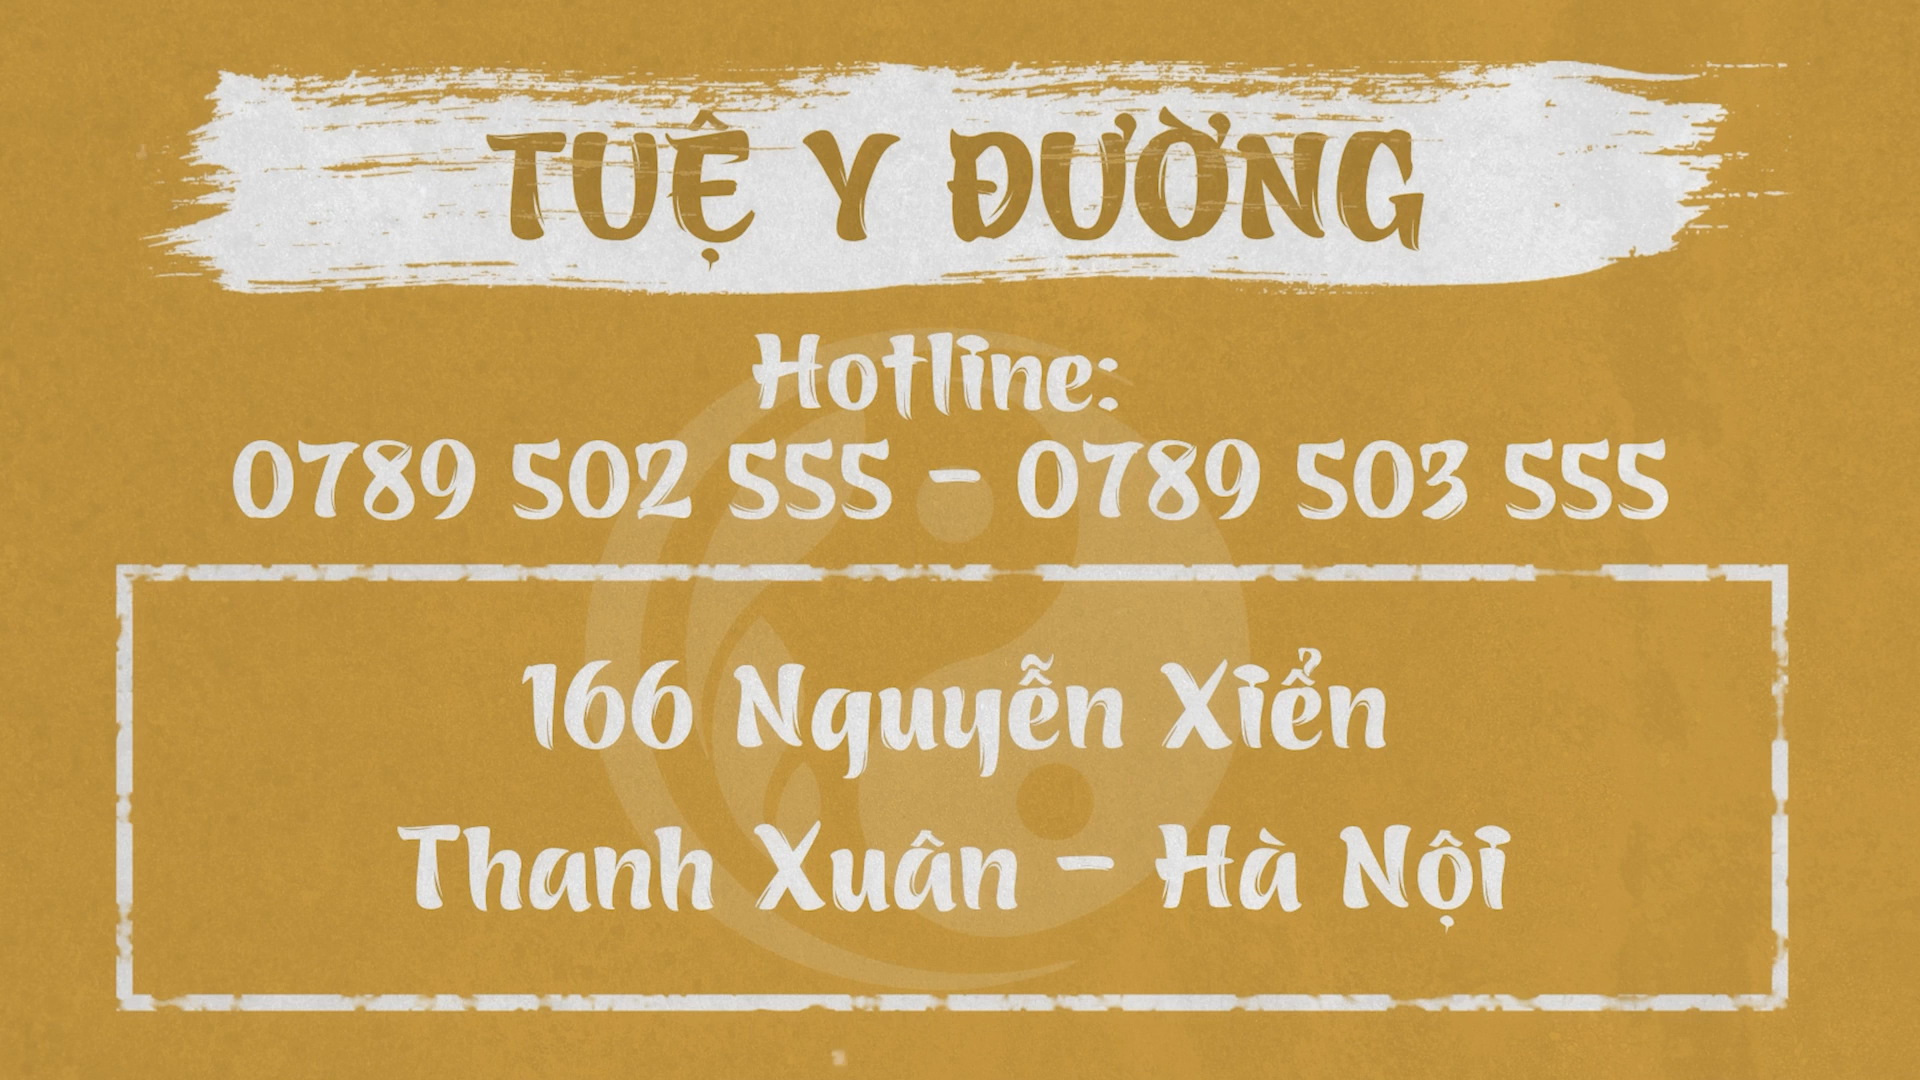 TUỆ Y ĐƯỜNG
Hotline:
0789 502 555 - 0789 503 555
166 Nguyễn Xiển
Thanh Xuân - Hà Nội